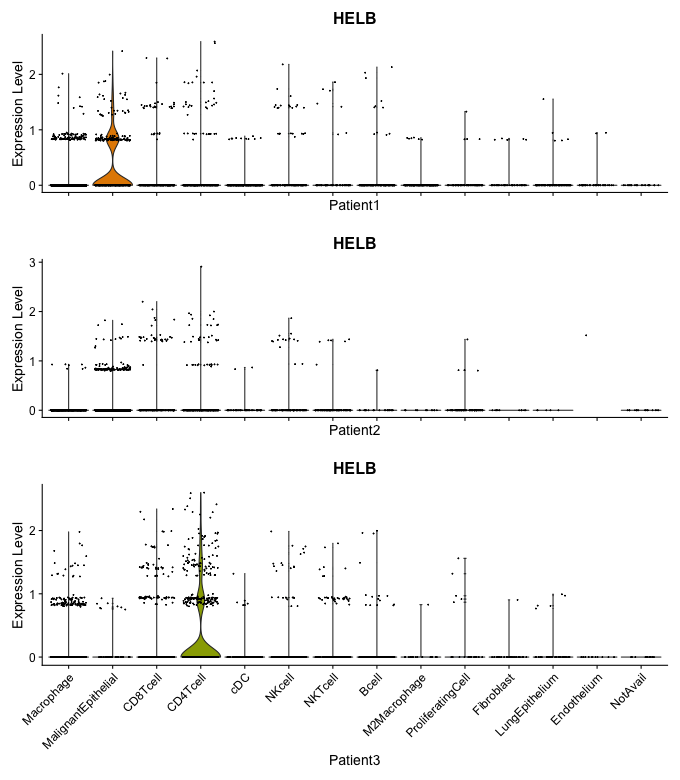 HELB
Expression Level
2
1
0
Patient1
HELB
Expression Level
3
2
1
0
Patient2
HELB
Expression Level
2
1
0
Macrophage
MalignantEpithelial
CD8Tcell
CD4Tcell
cDC
NKcell
NKTcell
Bcell
M2Macrophage
ProliferatingCell
Fibroblast
LungEpithelium
Endothelium
NotAvail
Patient3